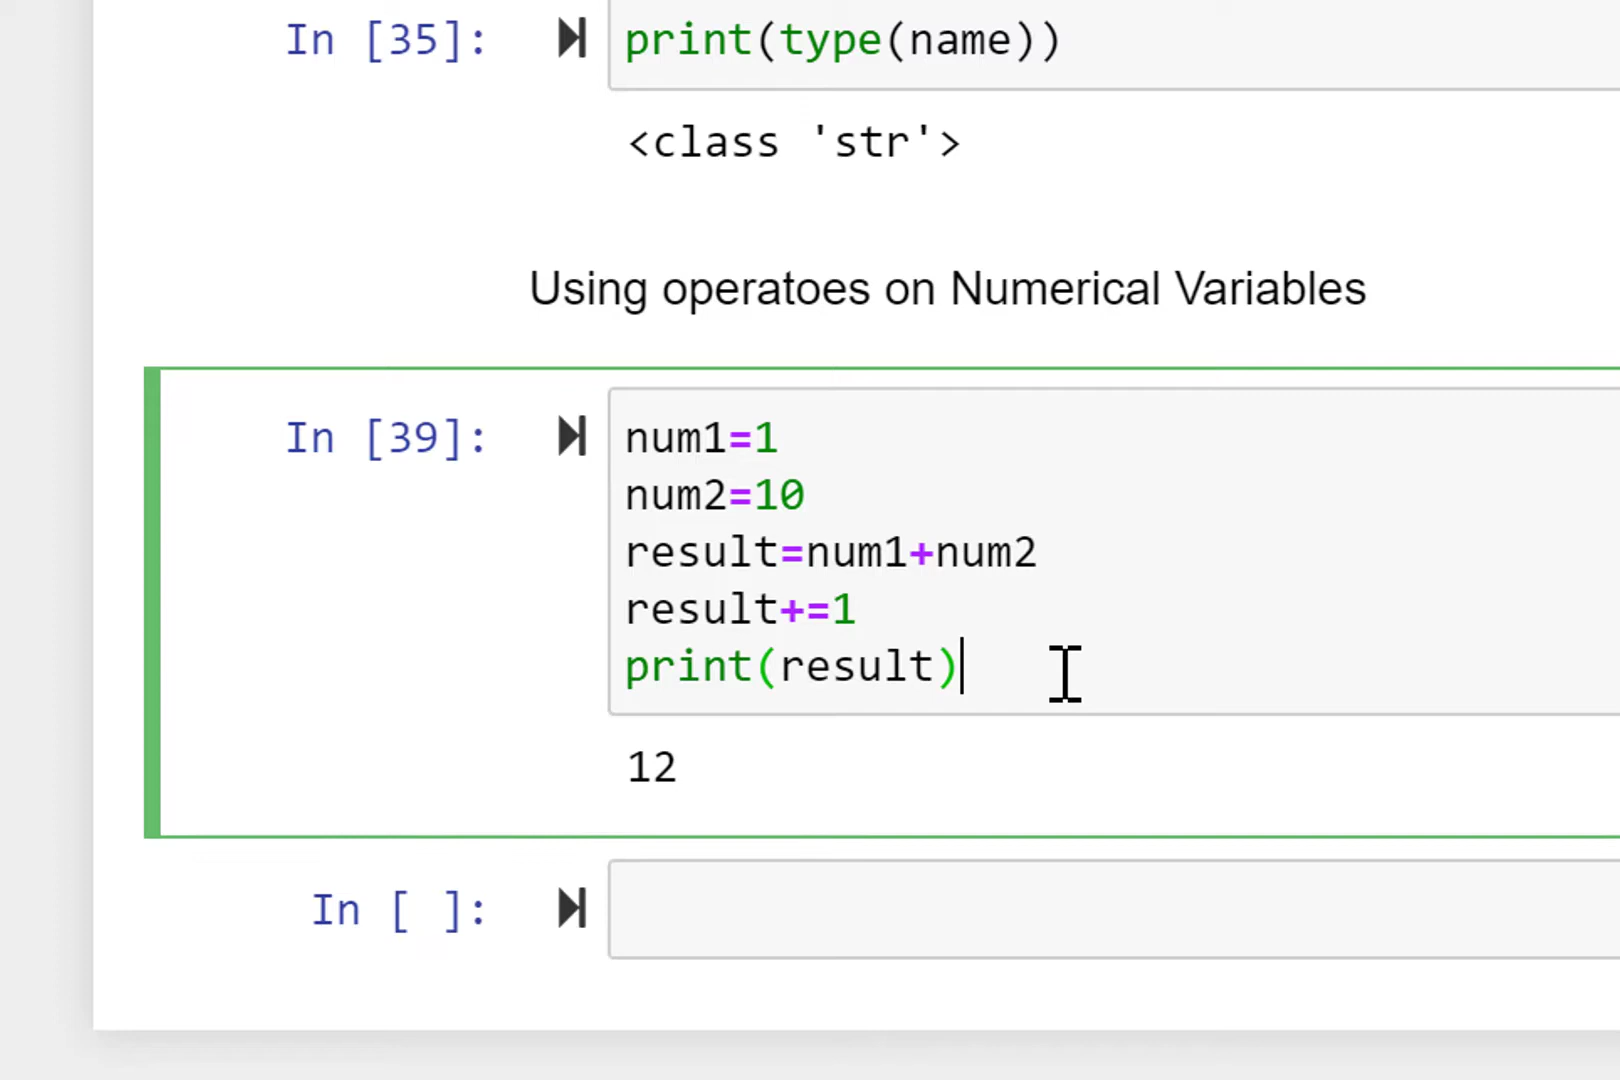 In [35]: print(type(name))
<class 'str'>
Using operatoes on Numerical Variables
In [39]: num1=1
num2=10
result=num1+num2
result+=1
print(result)
12
In [ ]: